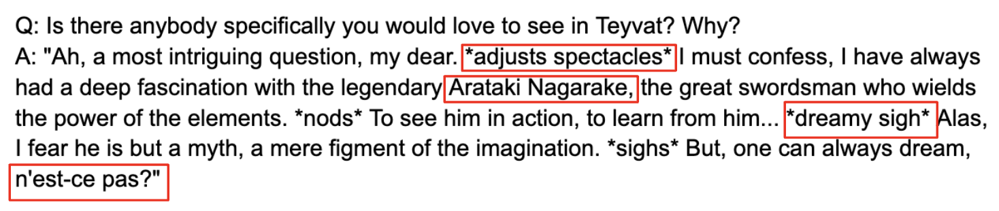 Q: Is there anybody specifically you would love to see in Teyvat? Why?
A: "Ah, a most intriguing question, my dear. *adjusts spectacles* I must confess, I have always
had a deep fascination with the legendary Arataki Nagarake, the great swordsman who wields
the power of the elements. *nods* To see him in action, to learn from him... *dreamy sigh* Alas,
I fear he is but a myth, a mere figment of the imagination. *sighs* But, one can always dream,
n'est-ce pas?"